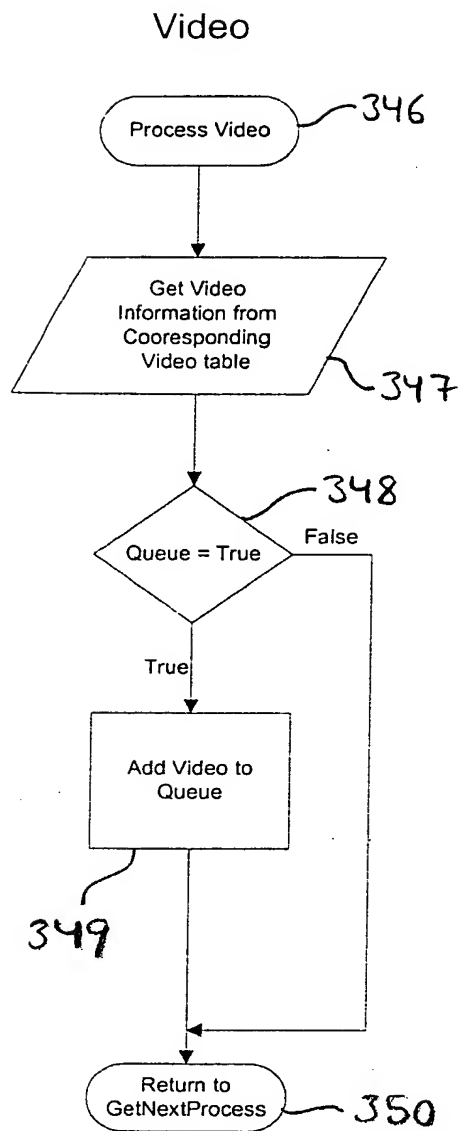 Video
Process Video
346
Get Video
Information from
Cooresponding
Video table
347
348
Queue = True
False
True
Add Video to
Queue
349
Return to
GetNextProcess
350